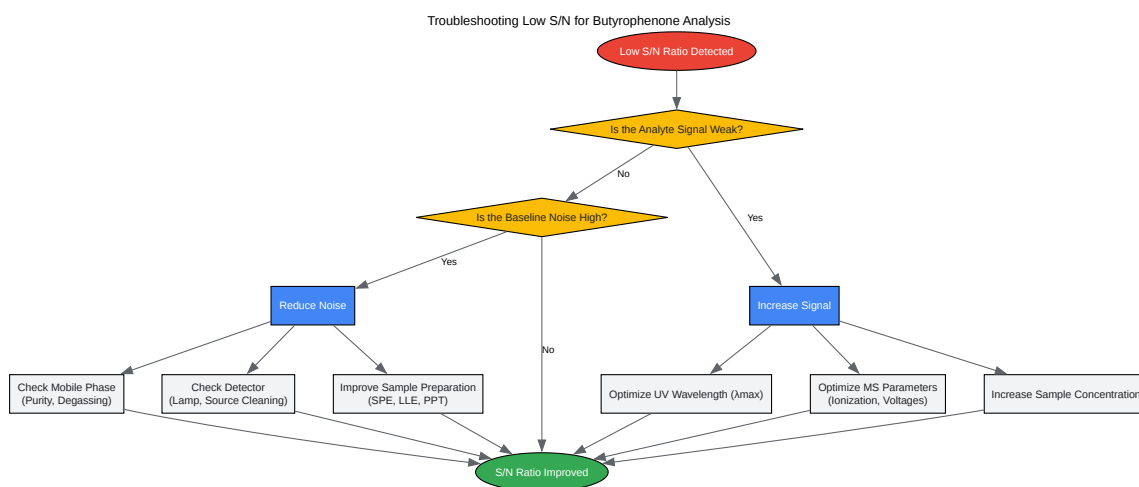 Troubleshooting Low S/N for Butyrophenone Analysis
Low S/N Ratio Detected
Is the Analyte Signal Weak?
No
Is the Baseline Noise High?
Yes
Yes
Reduce Noise
Increase Signal
No
Check Mobile Phase
(Purity, Degassing)
Check Detector
(Lamp, Source Cleaning)
Improve Sample Preparation
(SPE, LLE, PPT)
Optimize UV Wavelength (λmax)
Optimize MS Parameters
(Ionization, Voltages)
Increase Sample Concentration
S/N Ratio Improved